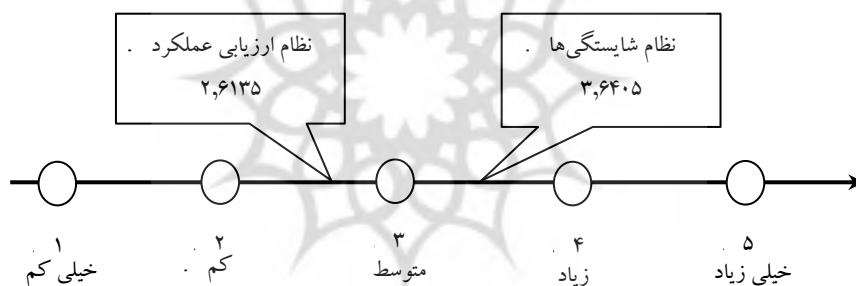 نظام ارزیابی عملکرد .
۲,۶۱۳۵
نظام شایستگی‌ها .
۳,۶۴۰۵
۱ .
خیلی کم
۲ .
کم .
۳ .
متوسط
۴ .
زیاد
۵ .
خیلی زیاد